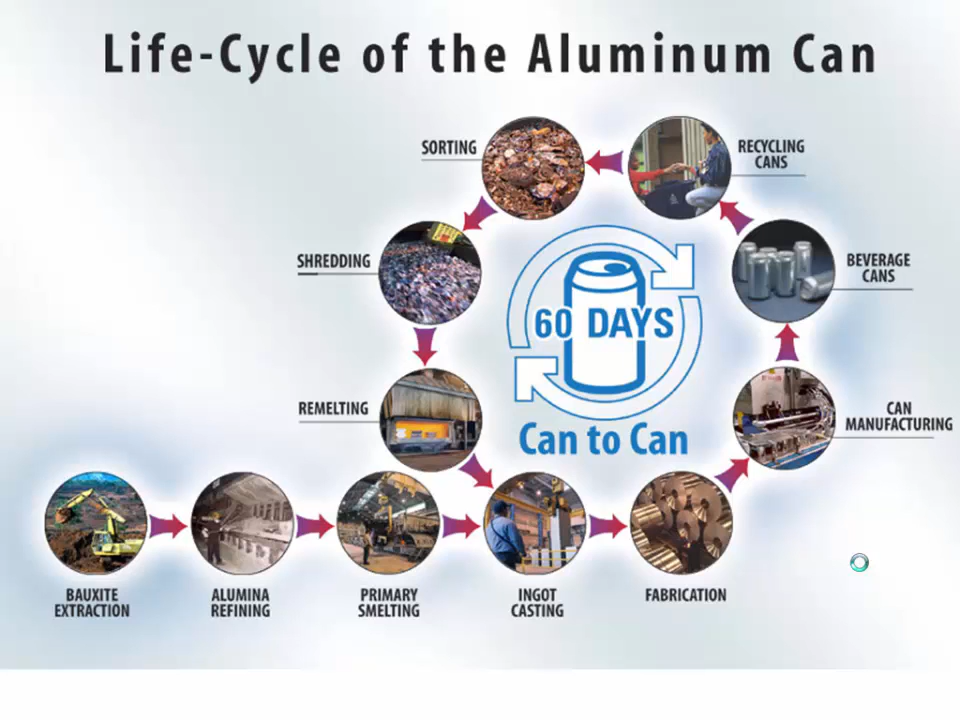 Life-Cycle of the Aluminum Can
SORTING
RECYCLING
CANS
SHREDDING
BEVERAGE
CANS
60 DAYS
Can to Can
REMELTING
CAN
MANUFACTURING
BAUXITE
EXTRACTION
ALUMINA
REFINING
PRIMARY
SMELTING
INGOT
CASTING
FABRICATION